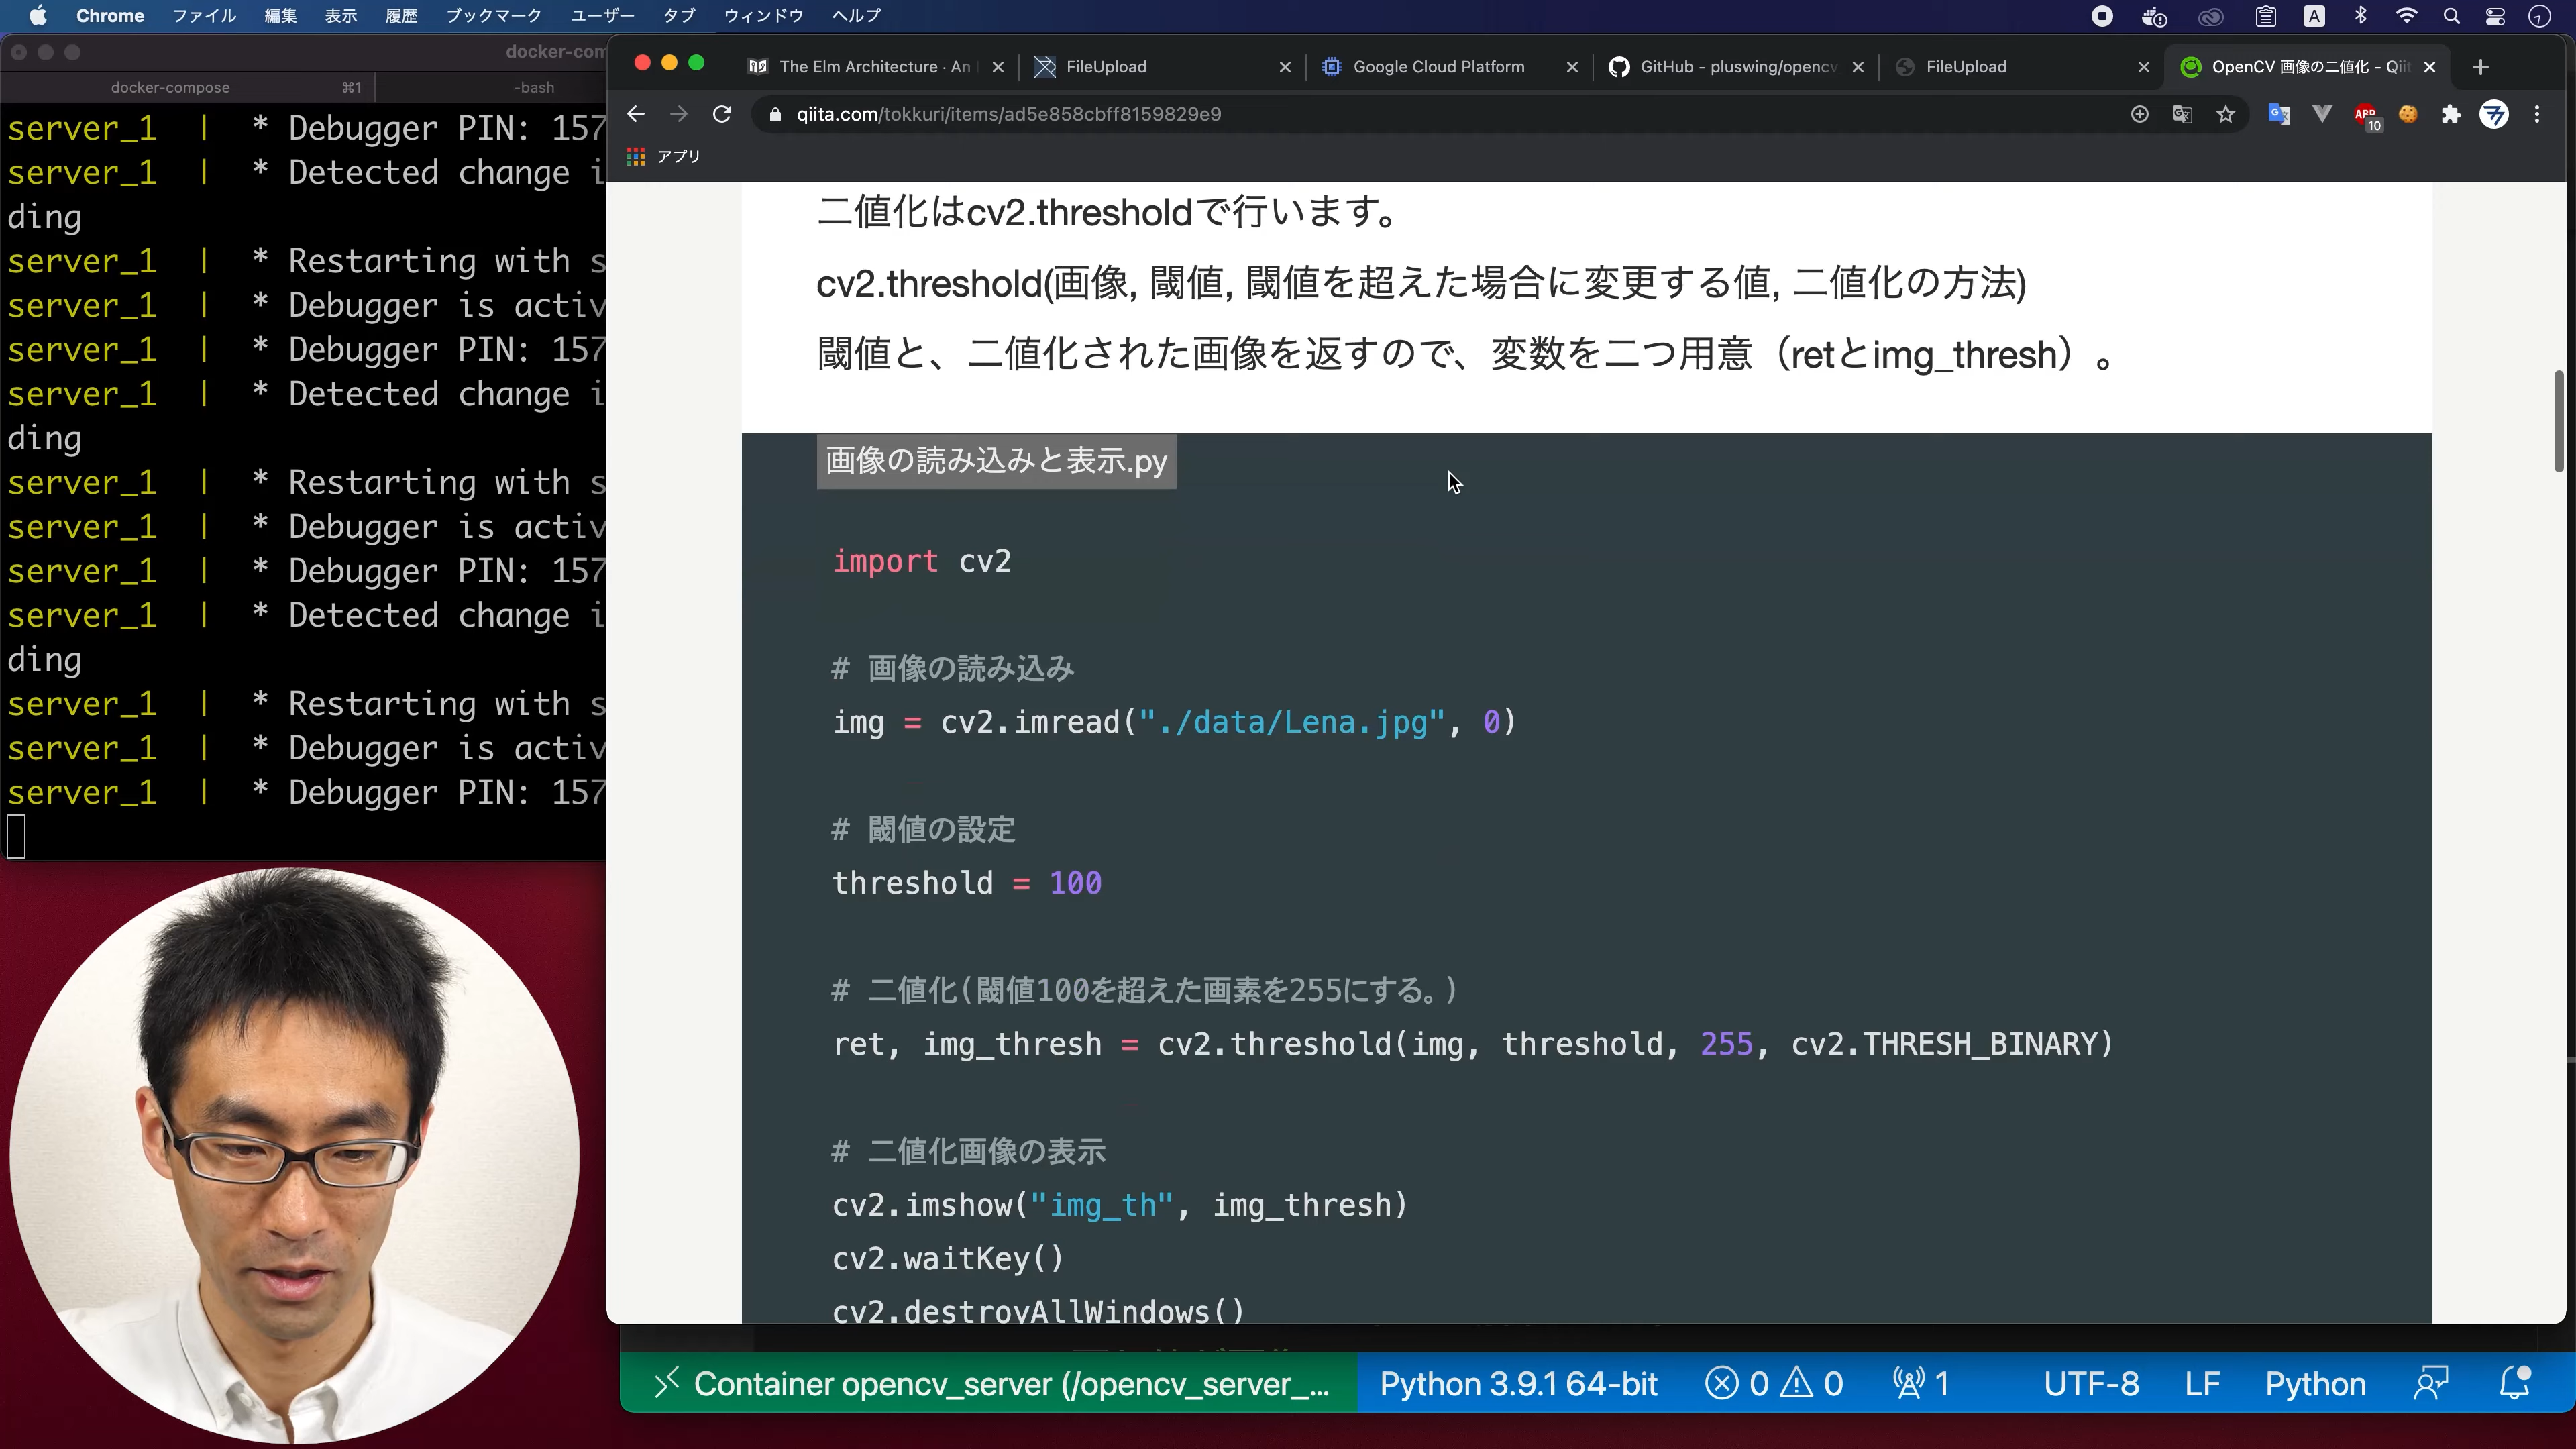 Chrome ファイル 編集 表示 履歴 ブックマーク ユーザー タブ ウィンドウ ヘルプ
docker-com
docker-compose ⌘1 -bash
server_1 | * Debugger PIN: 157
server_1 | * Detected change i
ding
server_1 | * Restarting with s
server_1 | * Debugger is activ
server_1 | * Debugger PIN: 157
server_1 | * Detected change i
ding
server_1 | * Restarting with s
server_1 | * Debugger is activ
server_1 | * Debugger PIN: 157
server_1 | * Detected change i
ding
server_1 | * Restarting with s
server_1 | * Debugger is activ
server_1 | * Debugger PIN: 157
The Elm Architecture · An FileUpload Google Cloud Platform GitHub - pluswing/opencv FileUpload OpenCV 画像の二値化 - Qiit
qiita.com/tokkuri/items/ad5e858cbff8159829e9
ABP 10
アプリ
二値化はcv2.thresholdで行います。
cv2.threshold(画像, 閾値, 閾値を超えた場合に変更する値, 二値化の方法)
閾値と、二値化された画像を返すので、変数を二つ用意（retとimg_thresh）。
画像の読み込みと表示.py
import cv2
# 画像の読み込み
img = cv2.imread("./data/Lena.jpg", 0)
# 閾値の設定
threshold = 100
# 二値化(閾値100を超えた画素を255にする。)
ret, img_thresh = cv2.threshold(img, threshold, 255, cv2.THRESH_BINARY)
# 二値化画像の表示
cv2.imshow("img_th", img_thresh)
cv2.waitKey()
cv2.destroyAllWindows()
Container opencv_server (/opencv_server_... Python 3.9.1 64-bit 0 0 1 UTF-8 LF Python